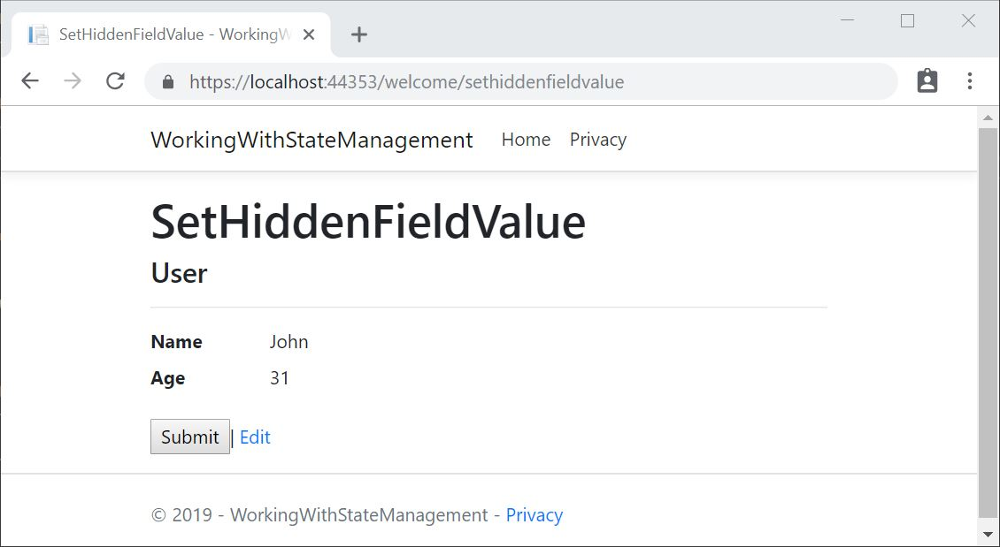 SetHiddenFieldValue - WorkingW
https://localhost:44353/welcome/sethiddenfieldvalue
WorkingWithStateManagement Home Privacy
SetHiddenFieldValue
User
Name John
Age 31
Submit | Edit
© 2019 - WorkingWithStateManagement - Privacy